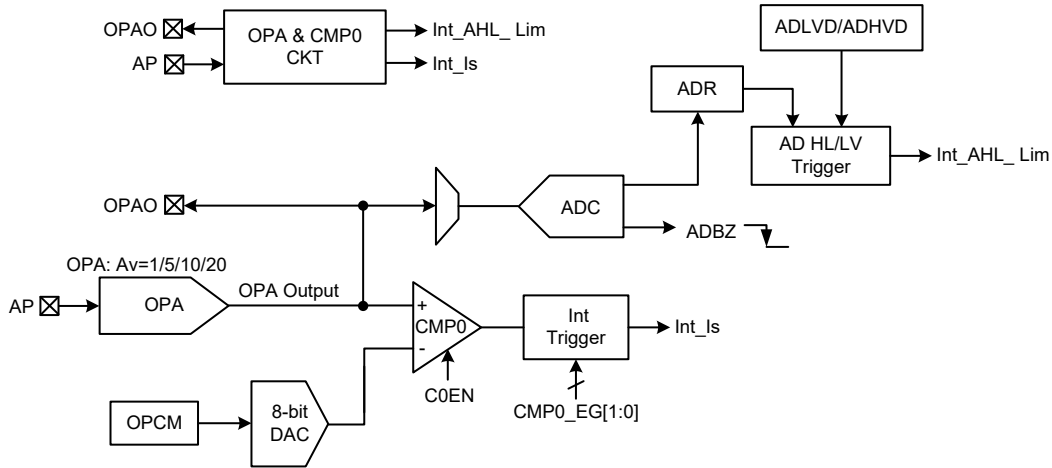 OPAO
AP
OPA & CMP0
CKT
Int_AHL_ Lim
Int_Is
ADLVD/ADHVD
ADR
AD HL/LV
Trigger
Int_AHL_ Lim
OPAO
ADC
ADBZ
OPA: Av=1/5/10/20
AP
OPA
OPA Output
+
CMP0
-
C0EN
Int
Trigger
Int_Is
CMP0_EG[1:0]
OPCM
8-bit
DAC